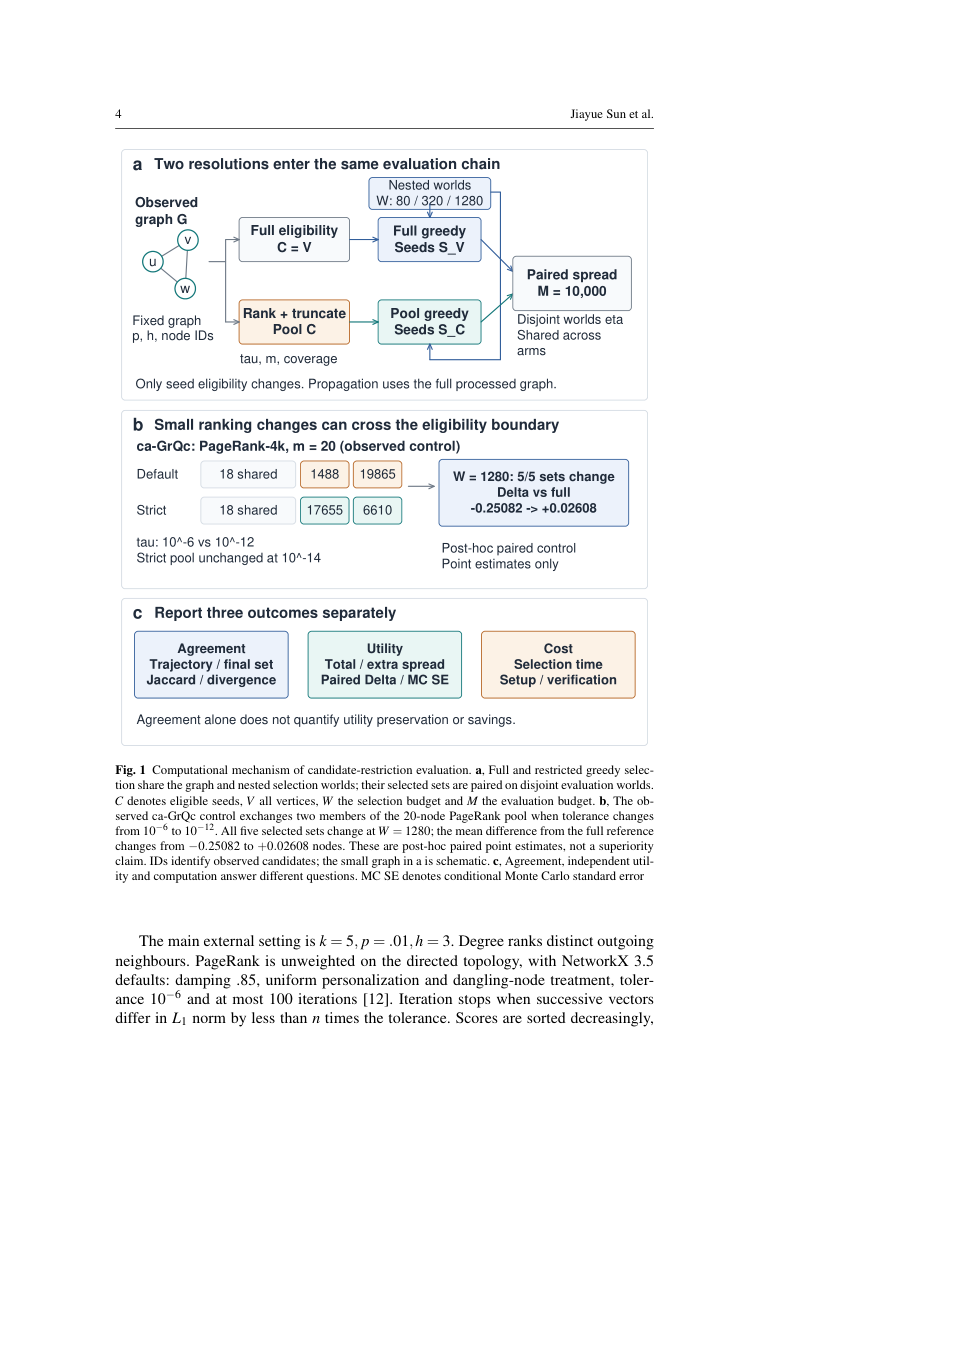 4 Jiayue Sun et al.
a Two resolutions enter the same evaluation chain
Nested worlds
W: 80 / 320 / 1280
Observed
graph G
v
u
w
Full eligibility
C = V
Full greedy
Seeds S_V
Paired spread
M = 10,000
Rank + truncate
Pool C
Pool greedy
Seeds S_C
Fixed graph
p, h, node IDs
Disjoint worlds eta
Shared across
arms
tau, m, coverage
Only seed eligibility changes. Propagation uses the full processed graph.
b Small ranking changes can cross the eligibility boundary
ca-GrQc: PageRank-4k, m = 20 (observed control)
Default 18 shared 1488 19865
Strict 18 shared 17655 6610
W = 1280: 5/5 sets change
Delta vs full
-0.25082 -> +0.02608
tau: 10^-6 vs 10^-12
Strict pool unchanged at 10^-14
Post-hoc paired control
Point estimates only
c Report three outcomes separately
Agreement
Trajectory / final set
Jaccard / divergence
Utility
Total / extra spread
Paired Delta / MC SE
Cost
Selection time
Setup / verification
Agreement alone does not quantify utility preservation or savings.
Fig. 1 Computational mechanism of candidate-restriction evaluation. a, Full and restricted greedy selec-
tion share the graph and nested selection worlds; their selected sets are paired on disjoint evaluation worlds.
C denotes eligible seeds, V all vertices, W the selection budget and M the evaluation budget. b, The ob-
served ca-GrQc control exchanges two members of the 20-node PageRank pool when tolerance changes
from 10⁻⁶ to 10⁻¹². All five selected sets change at W = 1280; the mean difference from the full reference
changes from −0.25082 to +0.02608 nodes. These are post-hoc paired point estimates, not a superiority
claim. IDs identify observed candidates; the small graph in a is schematic. c, Agreement, independent util-
ity and computation answer different questions. MC SE denotes conditional Monte Carlo standard error
The main external setting is k = 5, p = .01, h = 3. Degree ranks distinct outgoing
neighbours. PageRank is unweighted on the directed topology, with NetworkX 3.5
defaults: damping .85, uniform personalization and dangling-node treatment, toler-
ance 10⁻⁶ and at most 100 iterations [12]. Iteration stops when successive vectors
differ in L₁ norm by less than n times the tolerance. Scores are sorted decreasingly,